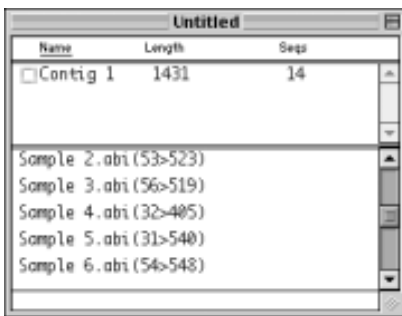 Untitled
Name Length Seqs
Contig 1 1431 14
Sample 2.abi(53>523)
Sample 3.abi(56>519)
Sample 4.abi(32>405)
Sample 5.abi(31>540)
Sample 6.abi(54>548)